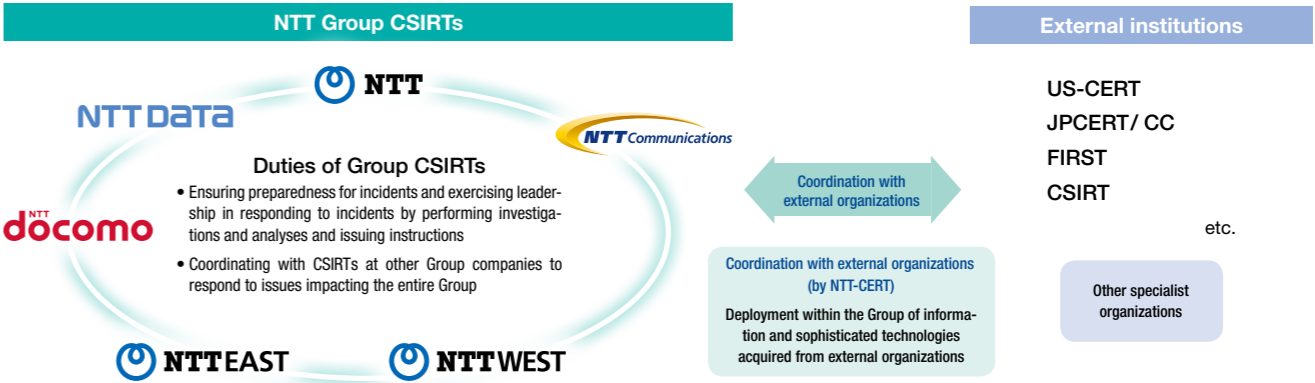 NTT Group CSIRTs
External institutions
NTT
NTT DATA
NTT Communications
NTT
docomo
Duties of Group CSIRTs
• Ensuring preparedness for incidents and exercising leader-
ship in responding to incidents by performing investiga-
tions and analyses and issuing instructions
• Coordinating with CSIRTs at other Group companies to
respond to issues impacting the entire Group
NTT EAST
NTT WEST
Coordination with
external organizations
Coordination with external organizations
(by NTT-CERT)
Deployment within the Group of informa-
tion and sophisticated technologies
acquired from external organizations
US-CERT
JPCERT/ CC
FIRST
CSIRT
etc.
Other specialist
organizations